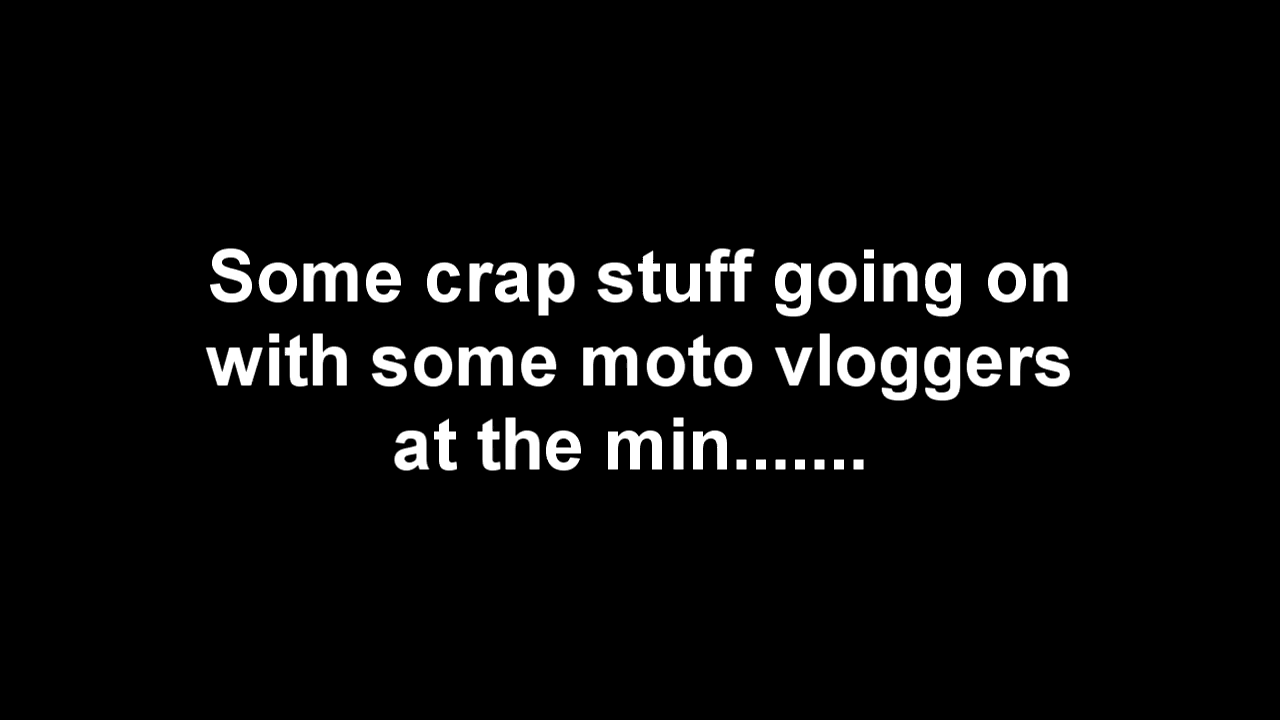 Some crap stuff going on
with some moto vloggers
at the min.......